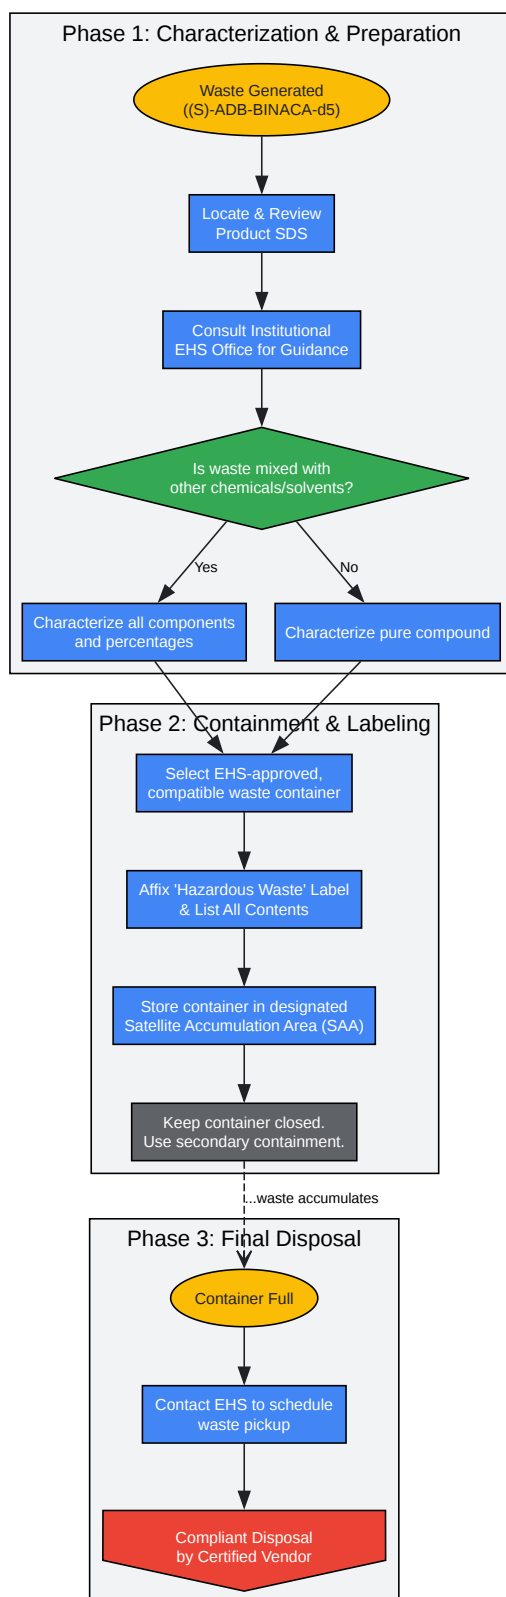 Phase 1: Characterization & Preparation
Waste Generated
((S)-ADB-BINACA-d5)
Locate & Review
Product SDS
Consult Institutional
EHS Office for Guidance
Is waste mixed with
other chemicals/solvents?
Yes
No
Characterize all components
and percentages
Characterize pure compound
Phase 2: Containment & Labeling
Select EHS-approved,
compatible waste container
Affix 'Hazardous Waste' Label
& List All Contents
Store container in designated
Satellite Accumulation Area (SAA)
Keep container closed.
Use secondary containment.
...waste accumulates
Phase 3: Final Disposal
Container Full
Contact EHS to schedule
waste pickup
Compliant Disposal
by Certified Vendor